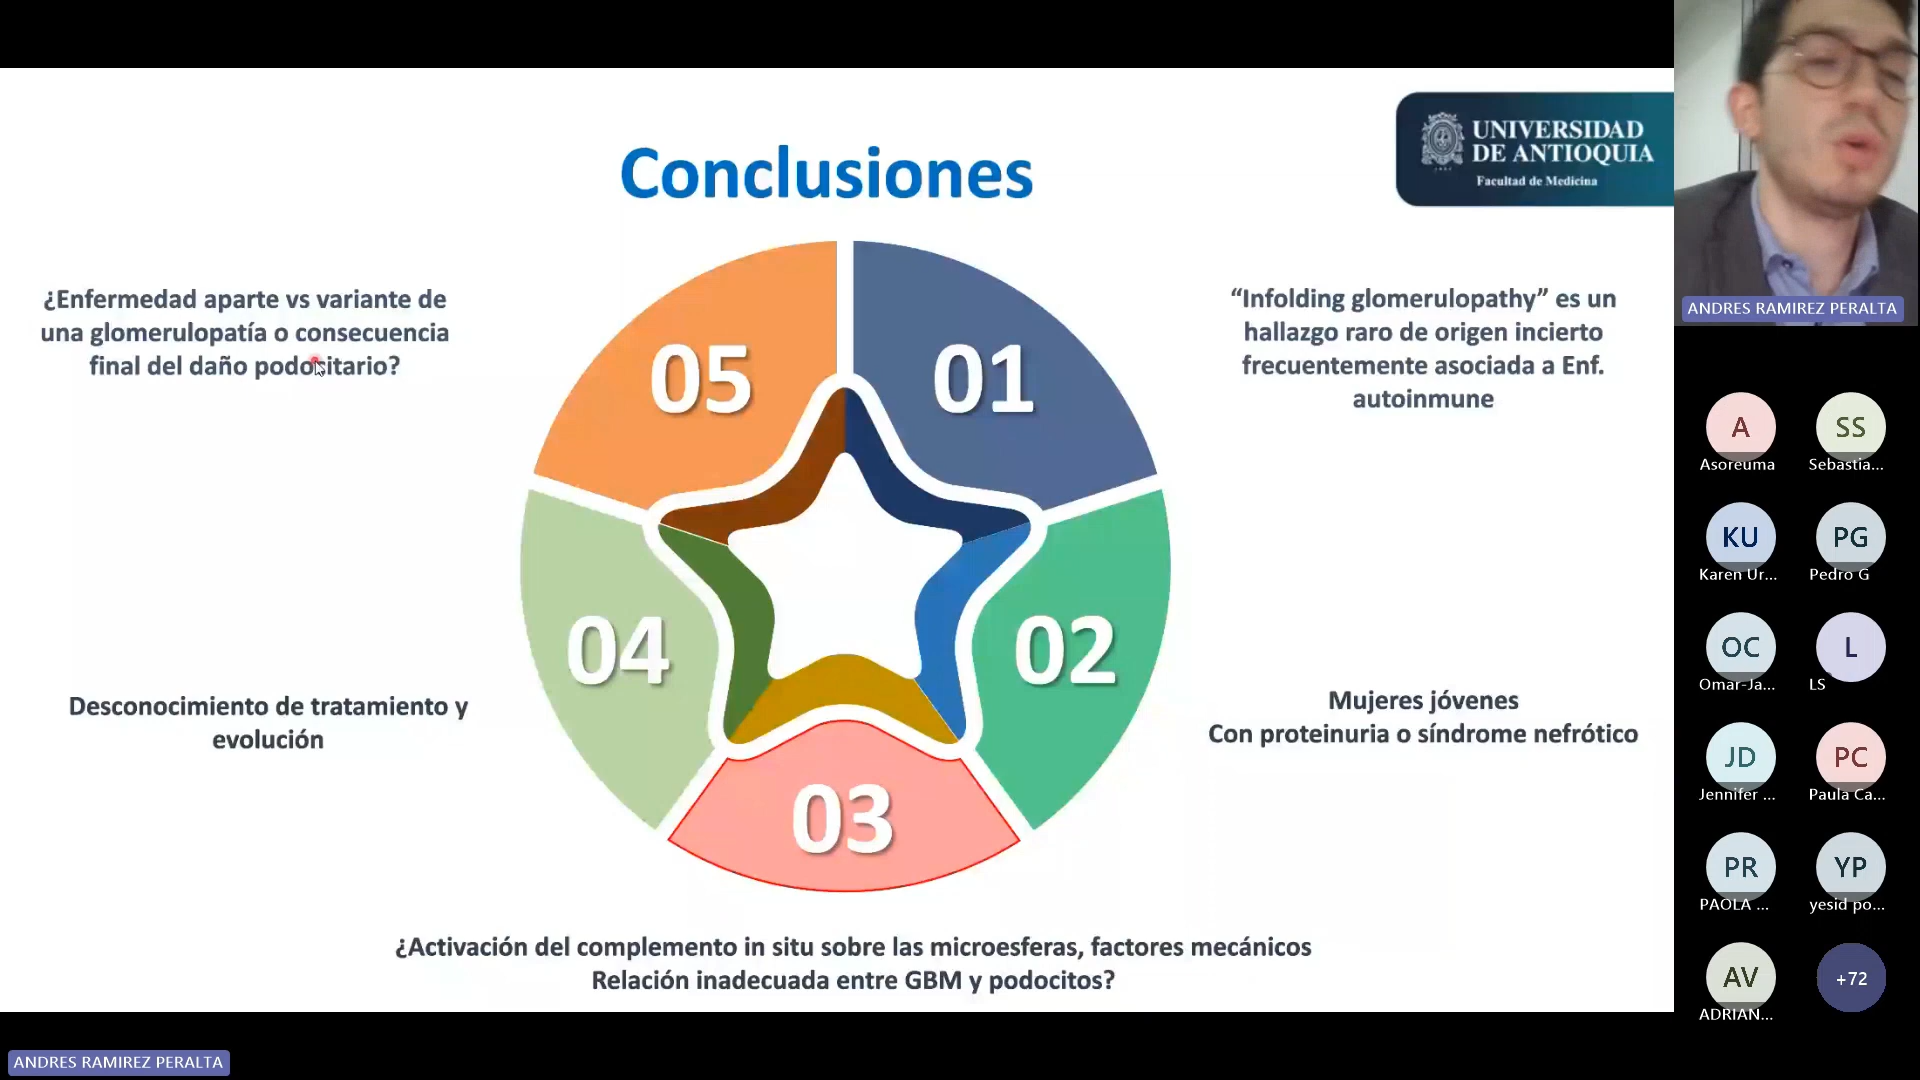 Conclusiones
UNIVERSIDAD
DE ANTIOQUIA
Facultad de Medicina
¿Enfermedad aparte vs variante de
una glomerulopatía o consecuencia
final del daño podocitario?
“Infolding glomerulopathy” es un
hallazgo raro de origen incierto
frecuentemente asociada a Enf.
autoinmune
05
01
04
02
03
Desconocimiento de tratamiento y
evolución
Mujeres jóvenes
Con proteinuria o síndrome nefrótico
¿Activación del complemento in situ sobre las microesferas, factores mecánicos
Relación inadecuada entre GBM y podocitos?
ANDRES RAMIREZ PERALTA
A
Asoreuma
SS
Sebastia...
KU
Karen Ur...
PG
Pedro G
OC
Omar-Ja...
L
LS
JD
Jennifer ...
PC
Paula Ca...
PR
PAOLA ...
YP
yesid po...
AV
ADRIAN...
+72
ANDRES RAMIREZ PERALTA